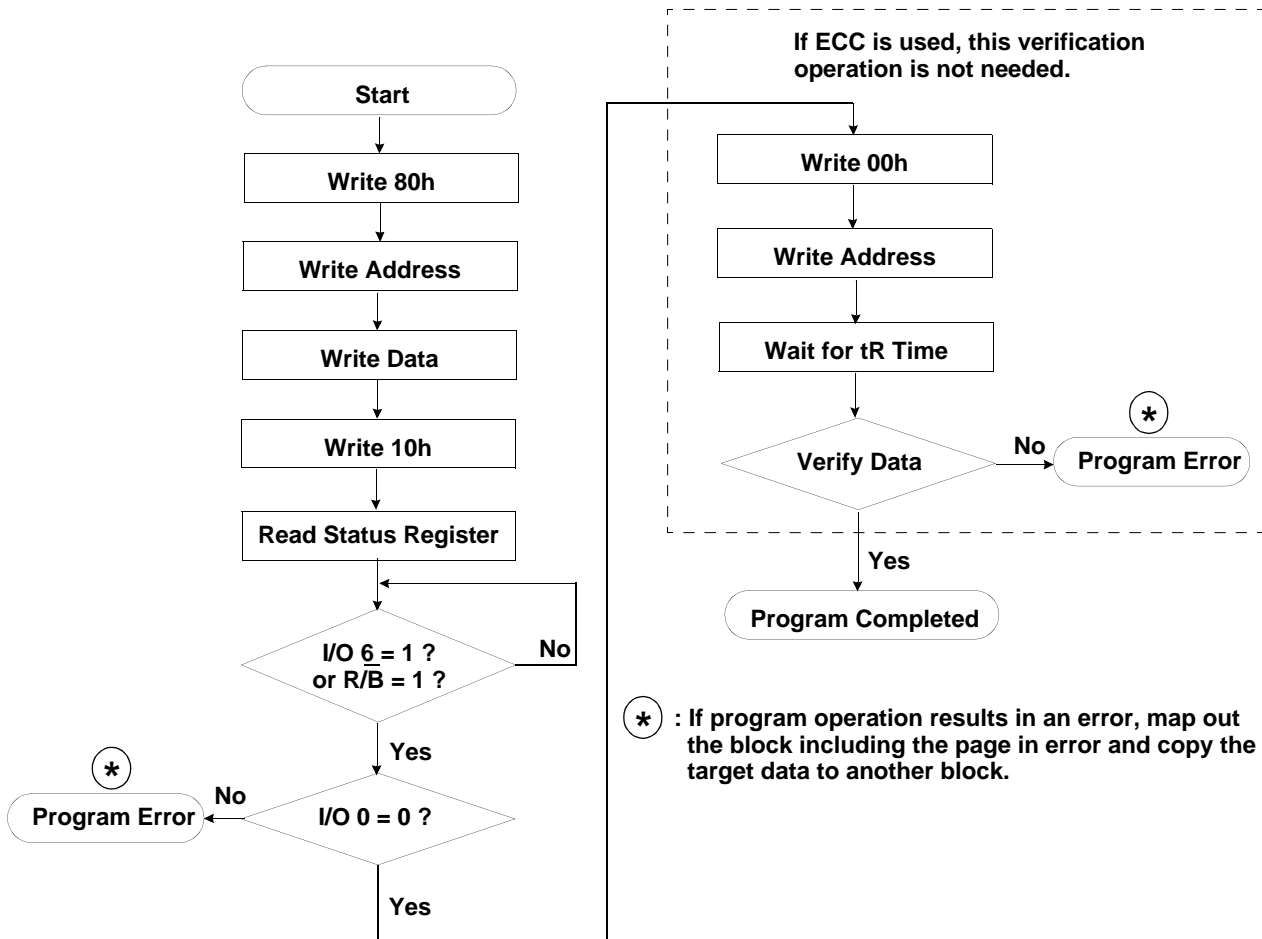 Start
Write 80h
Write Address
Write Data
Write 10h
Read Status Register
I/O 6 = 1 ?
or R/B̅ = 1 ?
No
Yes
*
No
Program Error
I/O 0 = 0 ?
Yes
If ECC is used, this verification
operation is not needed.
Write 00h
Write Address
Wait for tR Time
*
Verify Data
No
Program Error
Yes
Program Completed
* : If program operation results in an error, map out
the block including the page in error and copy the
target data to another block.